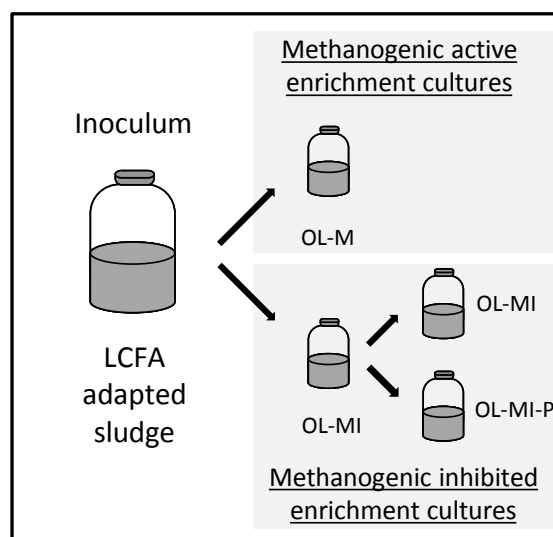 Methanogenic active
enrichment cultures
Inoculum
OL-M
LCFA
adapted
sludge
OL-MI
OL-MI
OL-MI-P
Methanogenic inhibited
enrichment cultures